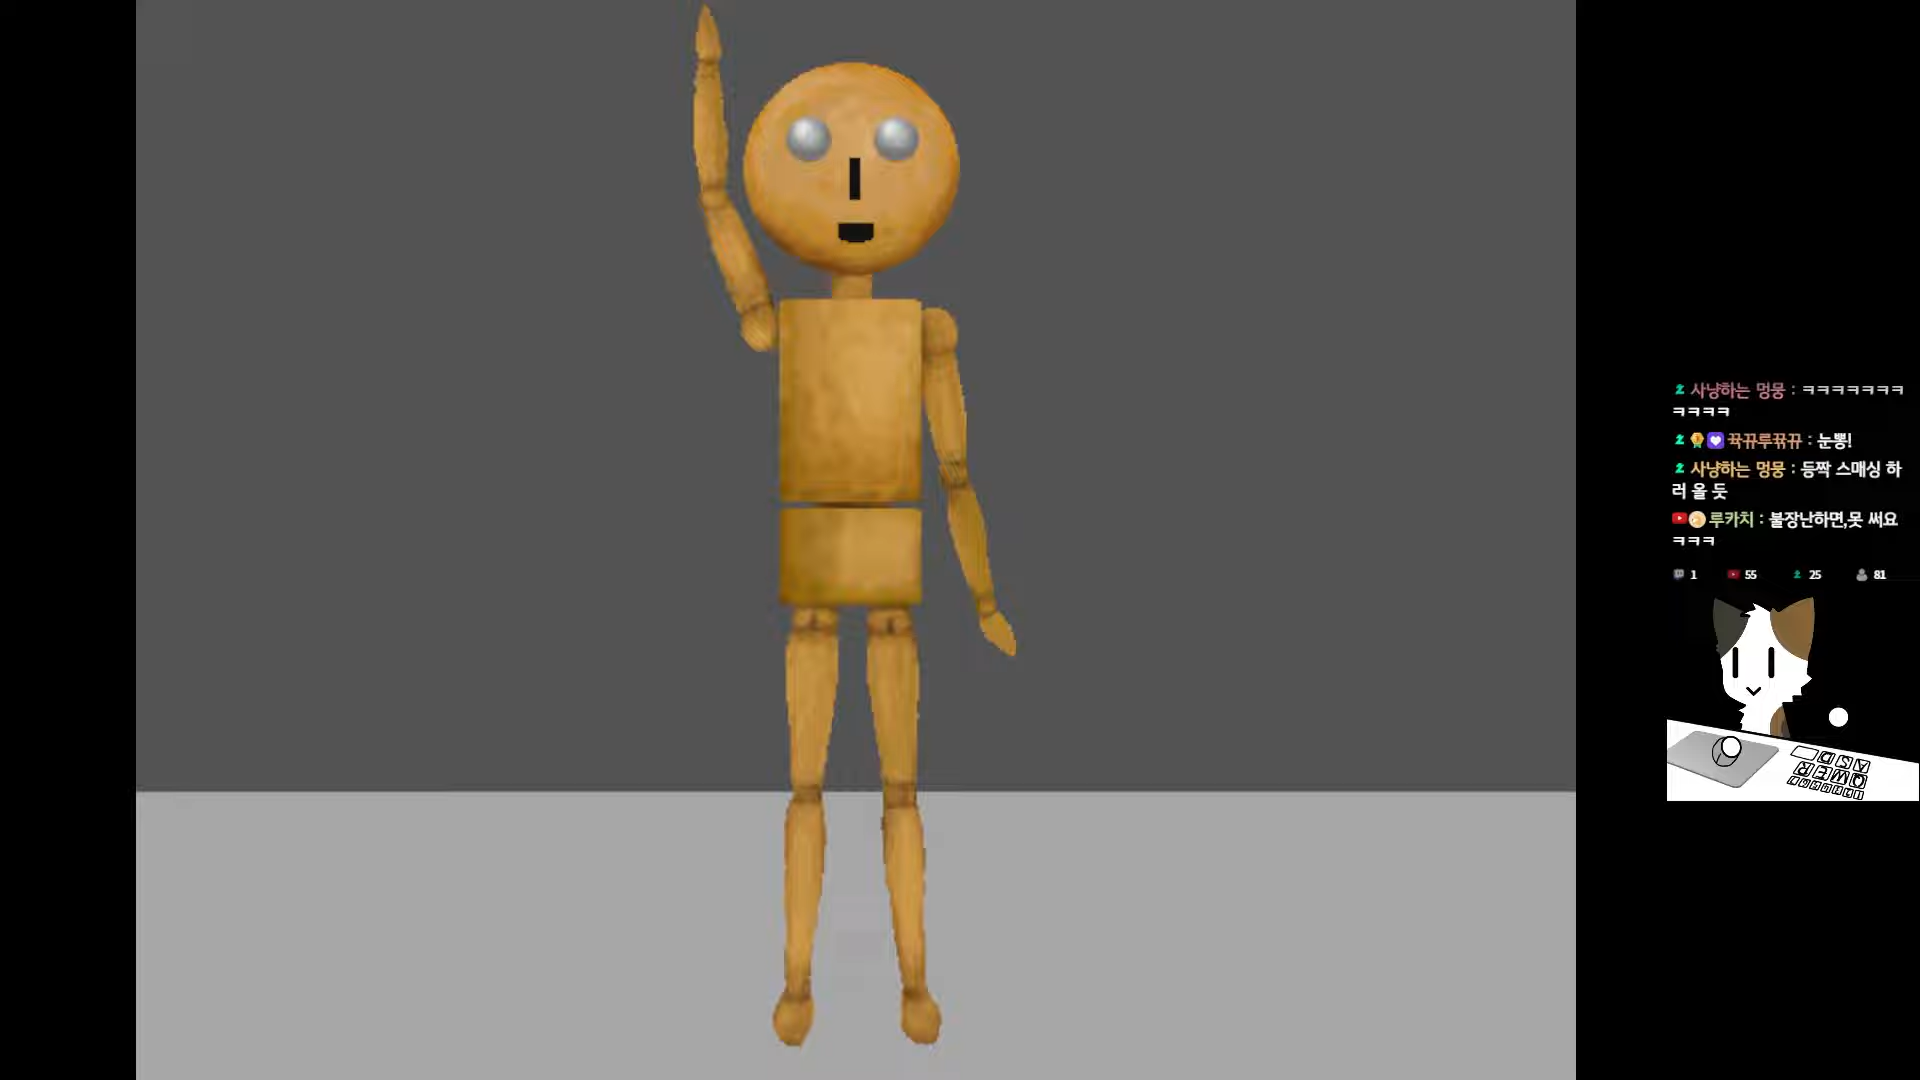 사냥하는 멍뭉 : ㅋㅋㅋㅋㅋㅋㅋ
ㅋㅋㅋㅋ
뀩뀨루뀪뀨 : 눈뽕!
사냥하는 멍뭉 : 등짝 스매싱 하
러 올 듯
루카치 : 불장난하면,못 써요
ㅋㅋㅋ
1 55 25 81